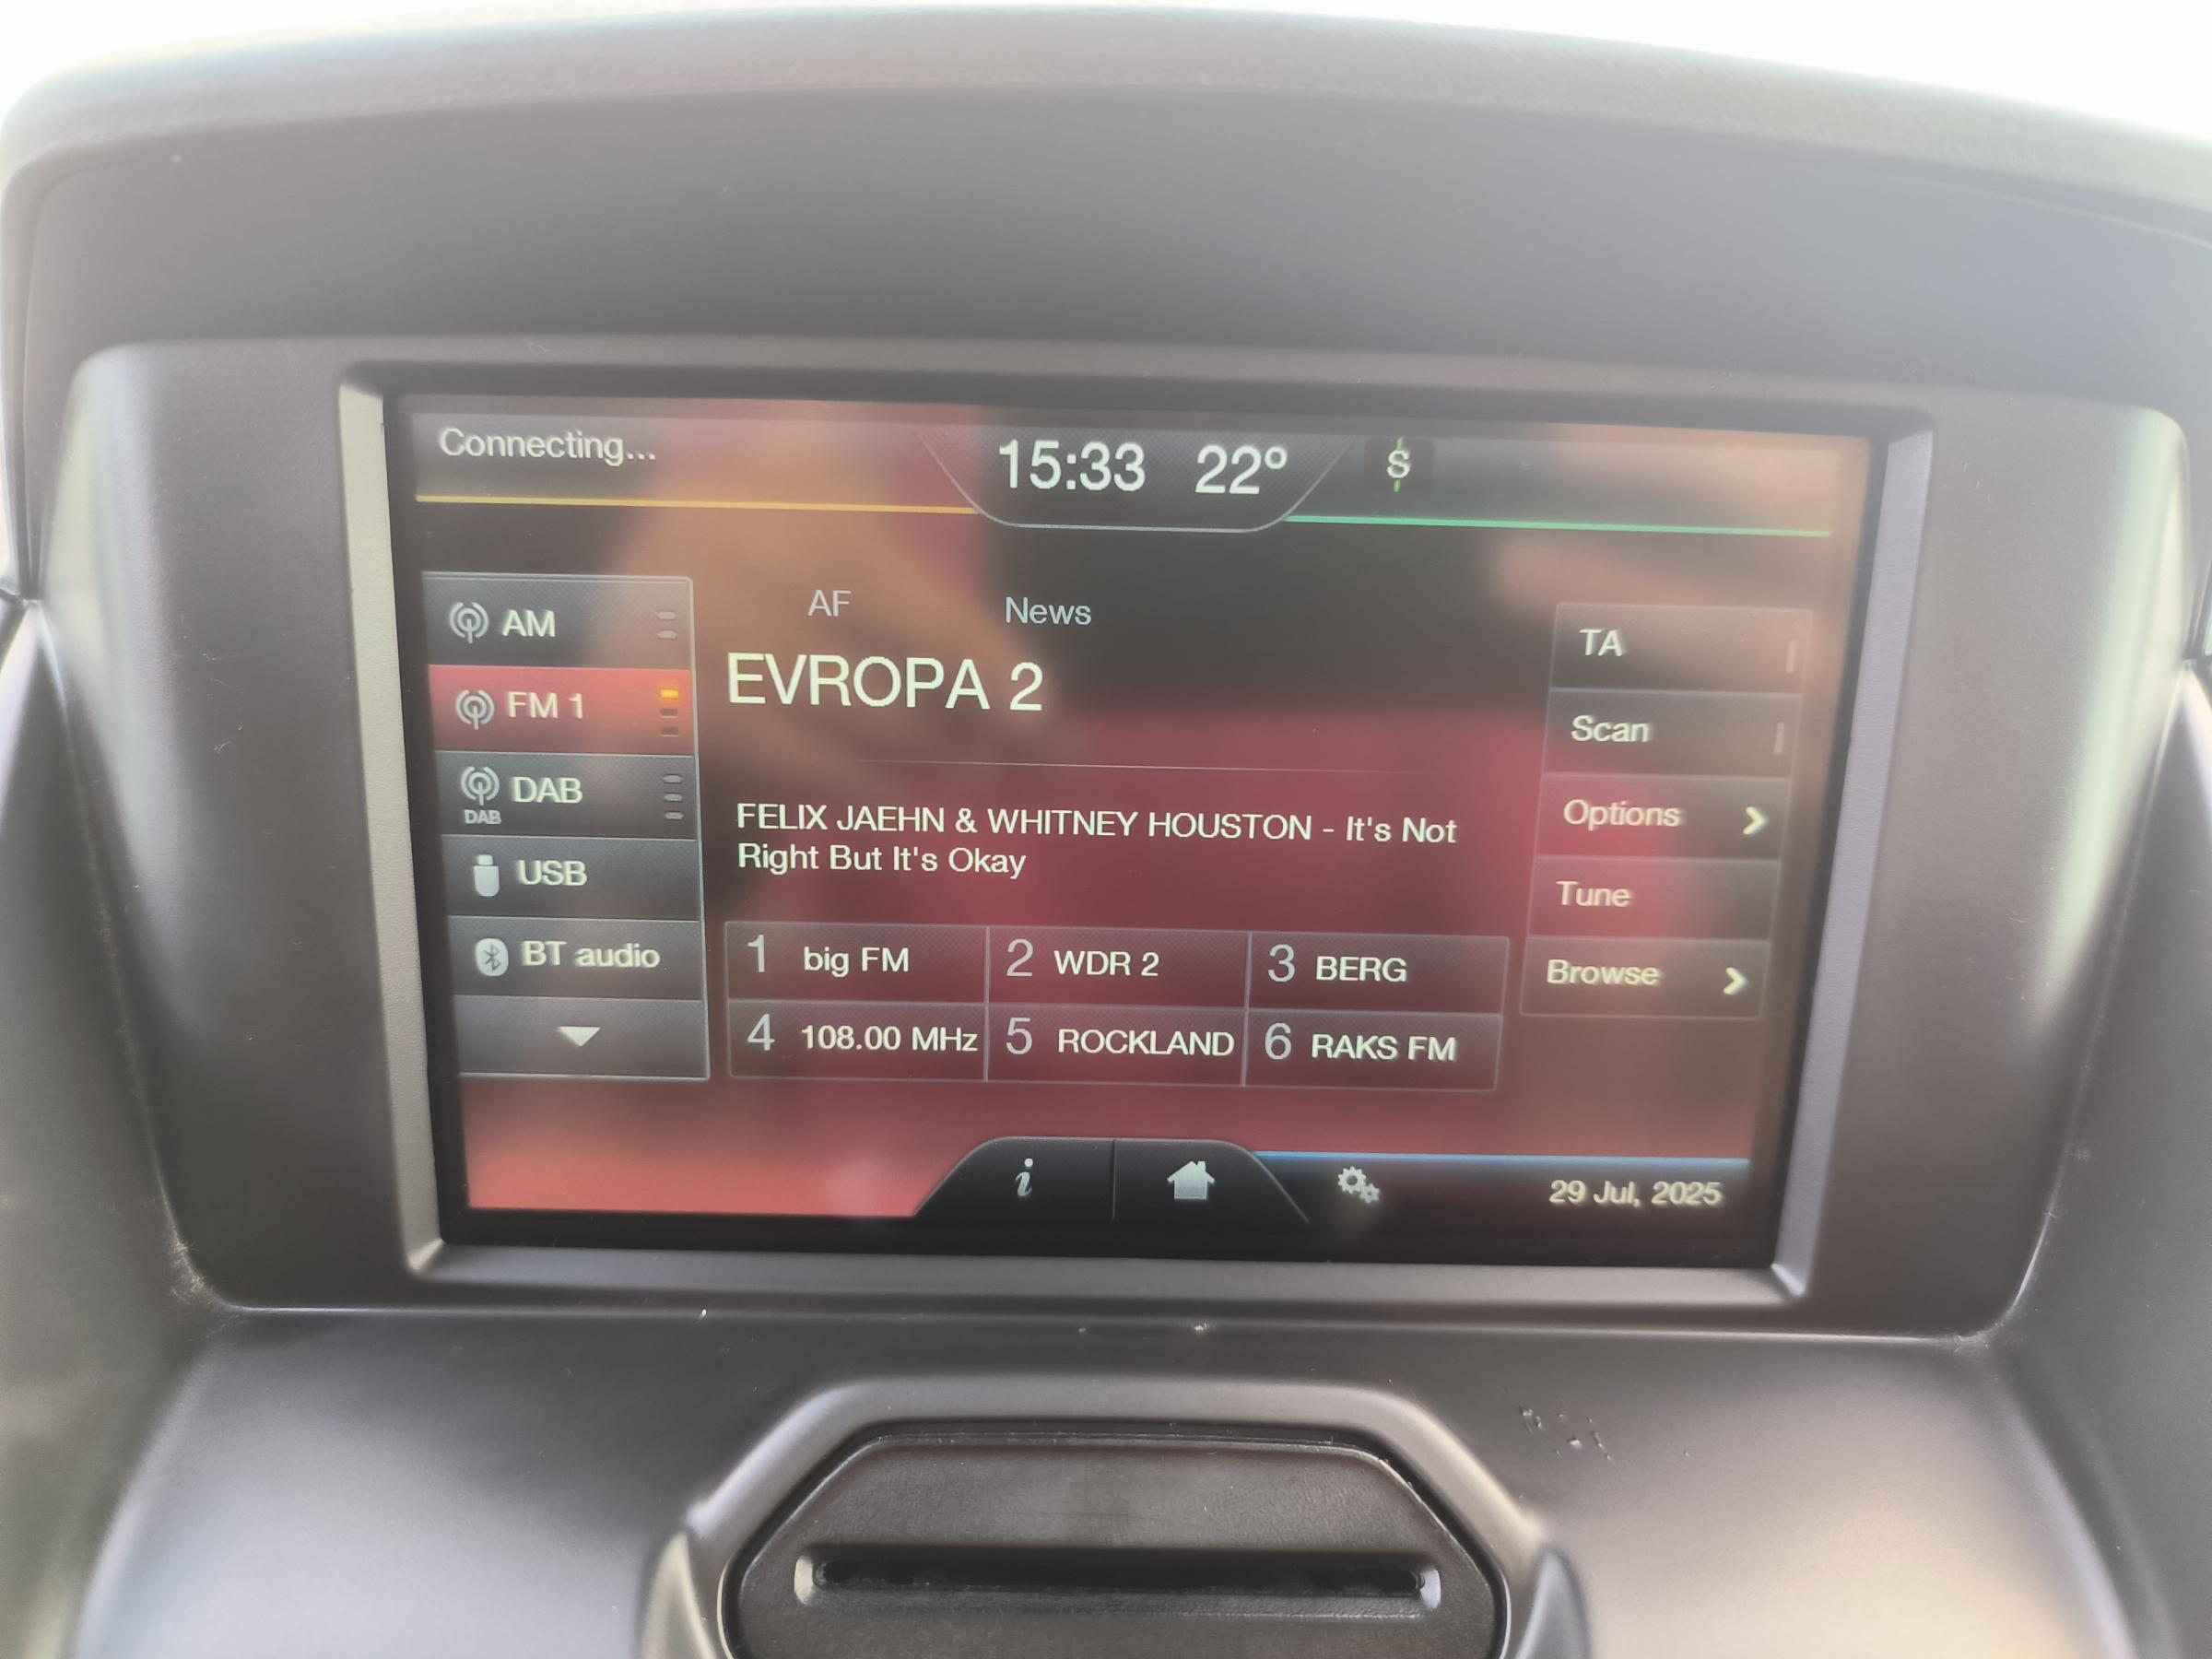 Connecting...
15:33 22°
AM
FM 1
DAB
DAB
USB
BT audio
AF News
EVROPA 2
FELIX JAEHN & WHITNEY HOUSTON - It's Not
Right But It's Okay
1 big FM
2 WDR 2
3 BERG
4 108.00 MHz
5 ROCKLAND
6 RAKS FM
TA
Scan
Options
Tune
Browse
i
29 Jul, 2025